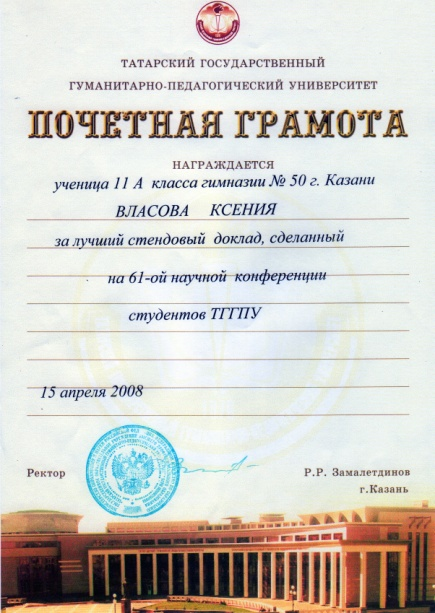 ТАТАРСКИЙ ГОСУДАРСТВЕННЫЙ
ГУМАНИТАРНО-ПЕДАГОГИЧЕСКИЙ УНИВЕРСИТЕТ
ПОЧЕТНАЯ ГРАМОТА
НАГРАЖДАЕТСЯ
ученица 11 А класса гимназии № 50 г. Казани
ВЛАСОВА КСЕНИЯ
за лучший стендовый доклад, сделанный
на 61-ой научной конференции
студентов ТГГПУ
15 апреля 2008
Ректор
Р.Р. Замалетдинов
г.Казань